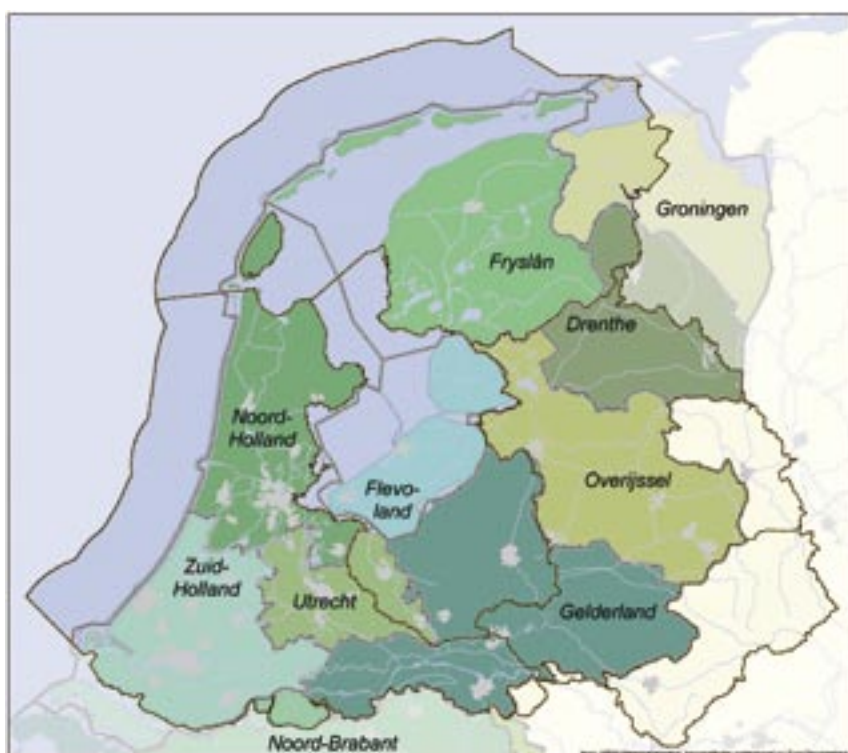 Groningen
Fryslân
Drenthe
Noord-
Holland
Flevo-
land
Overijssel
Zuid-
Holland
Utrecht
Gelderland
Noord-Brabant